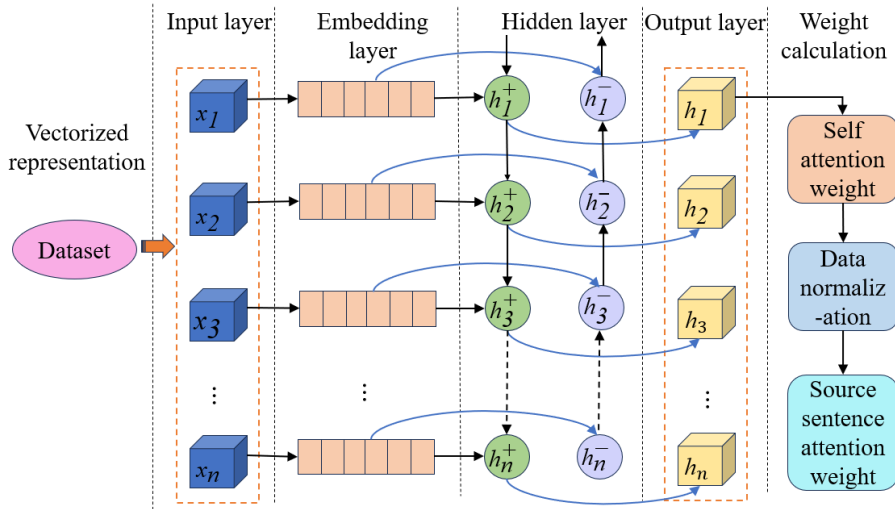 Input layer
Embedding
layer
Hidden layer
Output layer
Weight
calculation
Vectorized
representation
Dataset
x1
x2
x3
⋮
xn
⋮
h1+
h2+
h3+
hn+
h1−
h2−
h3−
hn−
h1
h2
h3
⋮
hn
Self
attention
weight
Data
normaliz
-ation
Source
sentence
attention
weight